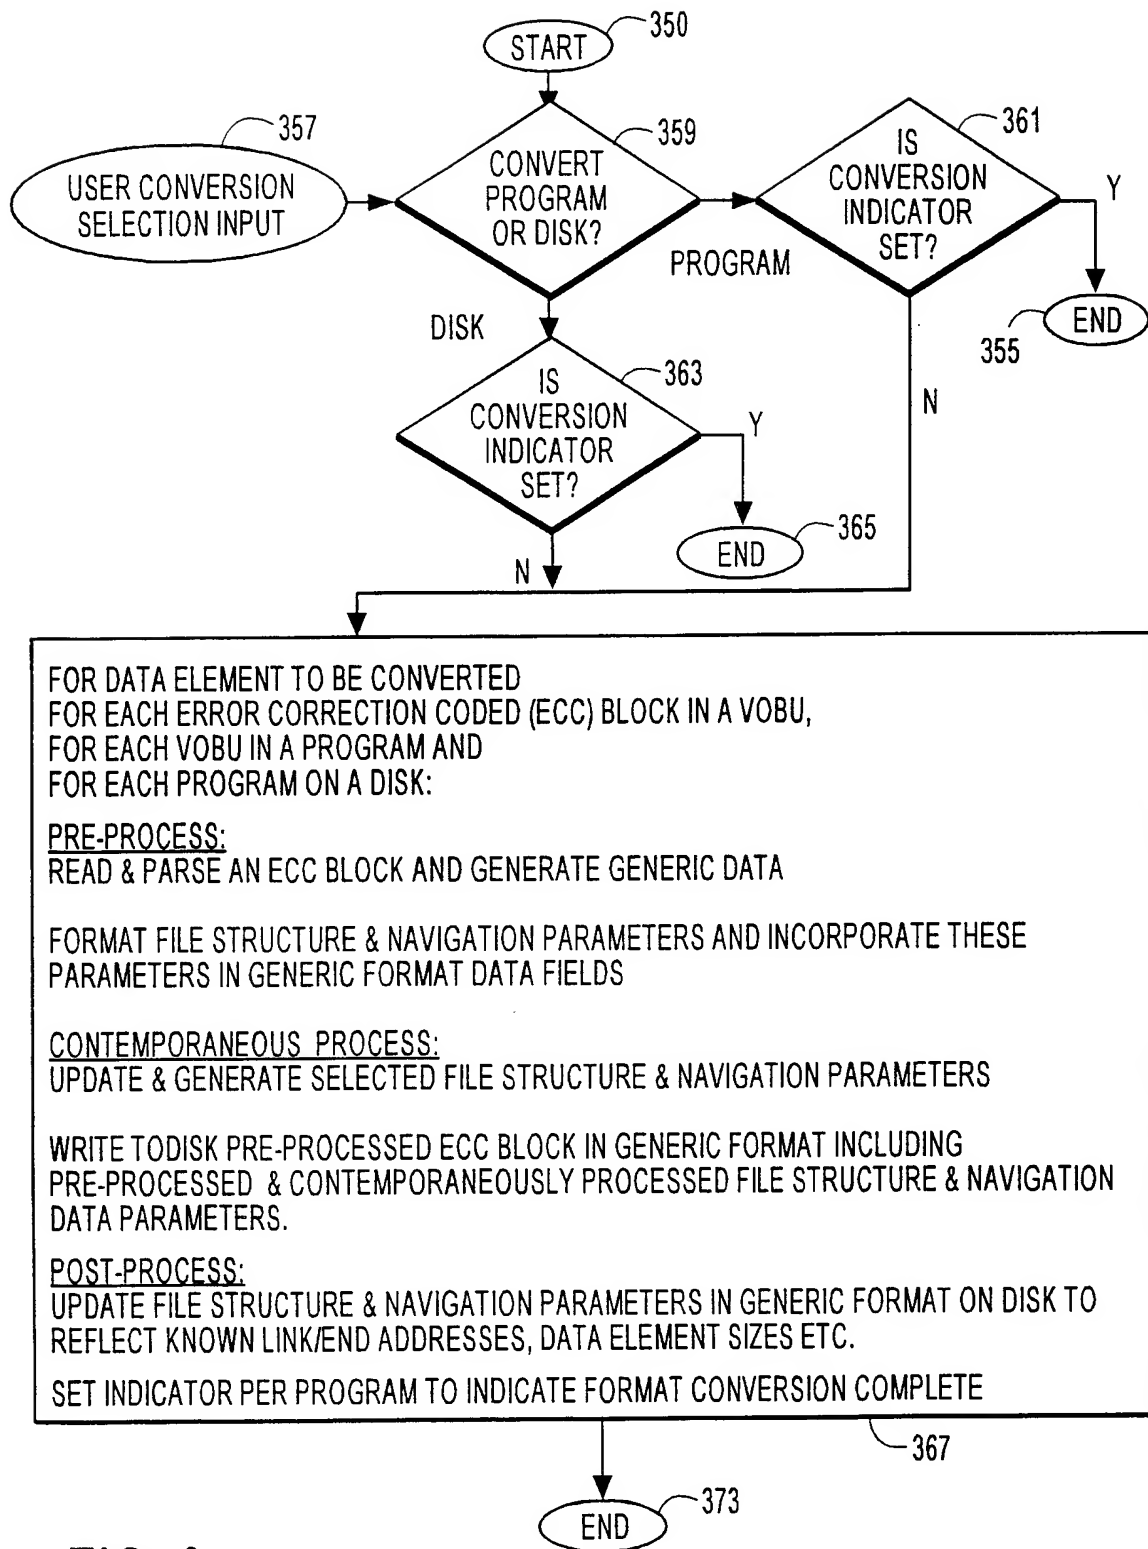 START
350
357
USER CONVERSION
SELECTION INPUT
CONVERT
PROGRAM
OR DISK?
359
IS
CONVERSION
INDICATOR
SET?
361
Y
PROGRAM
END
355
DISK
IS
CONVERSION
INDICATOR
SET?
363
Y
N
END
365
N
FOR DATA ELEMENT TO BE CONVERTED
FOR EACH ERROR CORRECTION CODED (ECC) BLOCK IN A VOBU,
FOR EACH VOBU IN A PROGRAM AND
FOR EACH PROGRAM ON A DISK:
PRE-PROCESS:
READ & PARSE AN ECC BLOCK AND GENERATE GENERIC DATA
FORMAT FILE STRUCTURE & NAVIGATION PARAMETERS AND INCORPORATE THESE
PARAMETERS IN GENERIC FORMAT DATA FIELDS
CONTEMPORANEOUS PROCESS:
UPDATE & GENERATE SELECTED FILE STRUCTURE & NAVIGATION PARAMETERS
WRITE TODISK PRE-PROCESSED ECC BLOCK IN GENERIC FORMAT INCLUDING
PRE-PROCESSED & CONTEMPORANEOUSLY PROCESSED FILE STRUCTURE & NAVIGATION
DATA PARAMETERS.
POST-PROCESS:
UPDATE FILE STRUCTURE & NAVIGATION PARAMETERS IN GENERIC FORMAT ON DISK TO
REFLECT KNOWN LINK/END ADDRESSES, DATA ELEMENT SIZES ETC.
SET INDICATOR PER PROGRAM TO INDICATE FORMAT CONVERSION COMPLETE
367
END
373